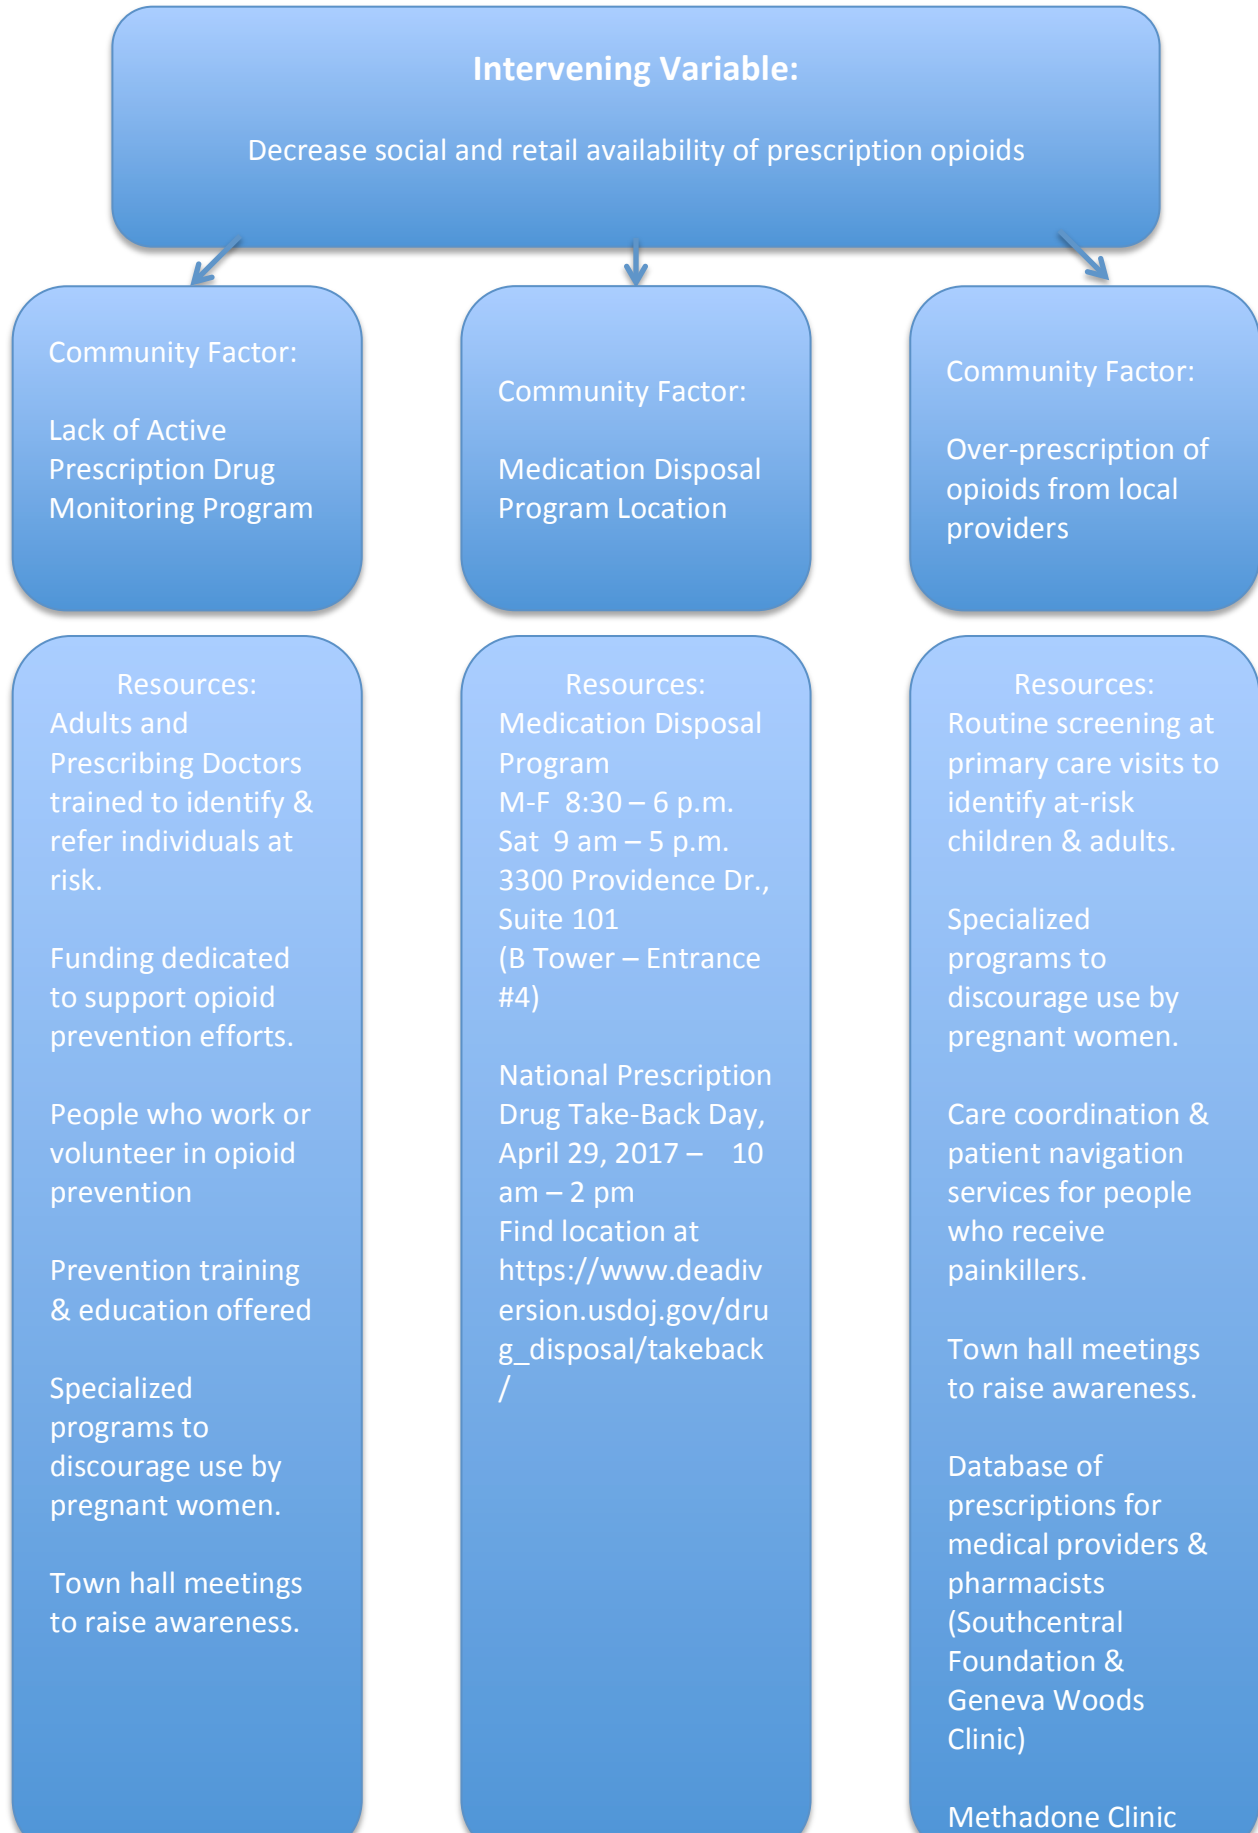 Intervening Variable:
Decrease social and retail availability of prescription opioids
Community Factor:
Lack of Active
Prescription Drug
Monitoring Program
Community Factor:
Medication Disposal
Program Location
Community Factor:
Over-prescription of
opioids from local
providers
Resources:
Adults and
Prescribing Doctors
trained to identify &
refer individuals at
risk.
Funding dedicated
to support opioid
prevention efforts.
People who work or
volunteer in opioid
prevention
Prevention training
& education offered
Specialized
programs to
discourage use by
pregnant women.
Town hall meetings
to raise awareness.
Resources:
Medication Disposal
Program
M-F  8:30 – 6 p.m.
Sat  9 am – 5 p.m.
3300 Providence Dr.,
Suite 101
(B Tower – Entrance
#4)
National Prescription
Drug Take-Back Day,
April 29, 2017 –   10
am – 2 pm
Find location at
https://www.deadiv
ersion.usdoj.gov/dru
g_disposal/takeback
/
Resources:
Routine screening at
primary care visits to
identify at-risk
children & adults.
Specialized
programs to
discourage use by
pregnant women.
Care coordination &
patient navigation
services for people
who receive
painkillers.
Town hall meetings
to raise awareness.
Database of
prescriptions for
medical providers &
pharmacists
(Southcentral
Foundation &
Geneva Woods
Clinic)
Methadone Clinic